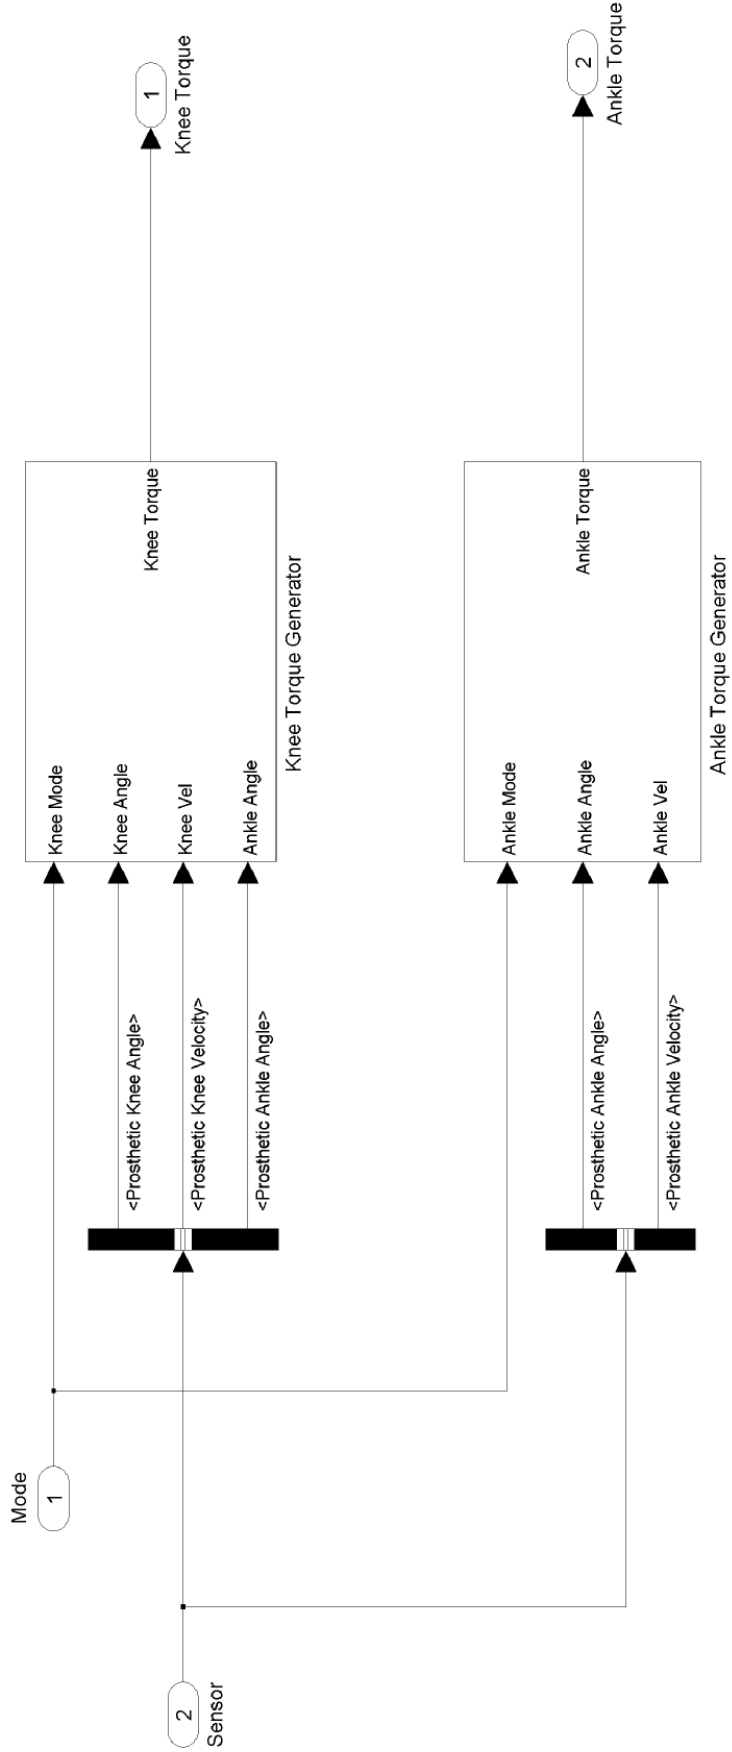 Mode
1
2
Sensor
<Prosthetic Knee Angle>
<Prosthetic Knee Velocity>
<Prosthetic Ankle Angle>
<Prosthetic Ankle Angle>
<Prosthetic Ankle Velocity>
Knee Mode
Knee Angle
Knee Vel
Ankle Angle
Knee Torque
Knee Torque Generator
Ankle Mode
Ankle Angle
Ankle Vel
Ankle Torque
Ankle Torque Generator
1
Knee Torque
2
Ankle Torque